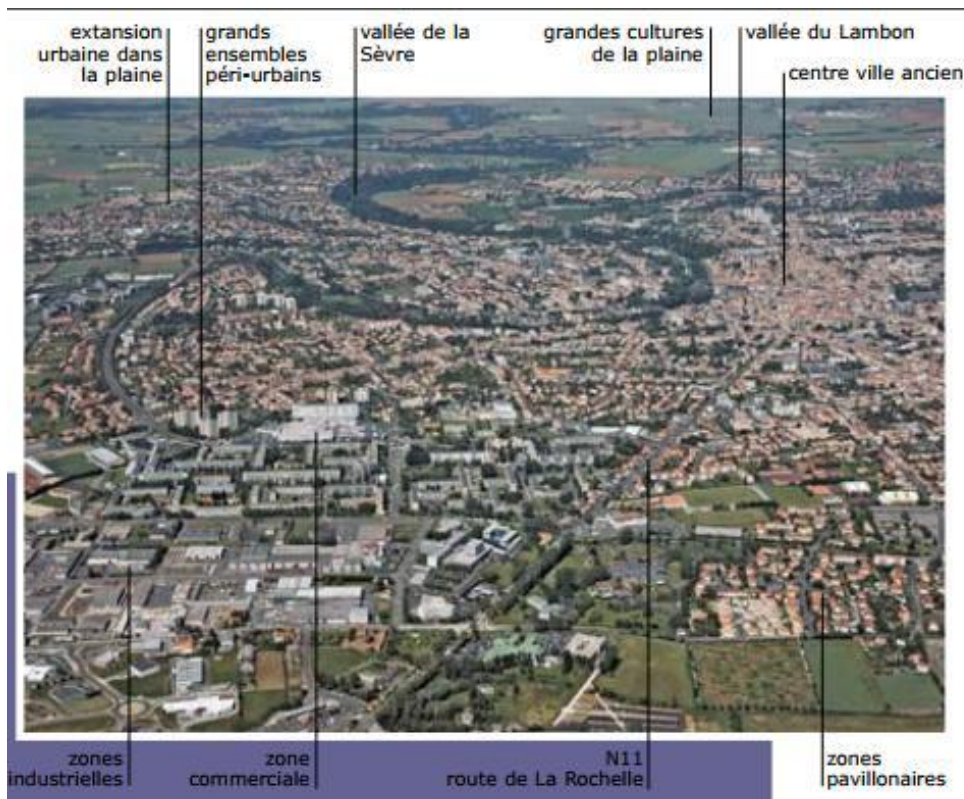 extansion
urbaine dans
la plaine
grands
ensembles
péri-urbains
vallée de la
Sèvre
grandes cultures
de la plaine
vallée du Lambon
centre ville ancien
zones
industrielles
zone
commerciale
N11
route de La Rochelle
zones
pavillonaires